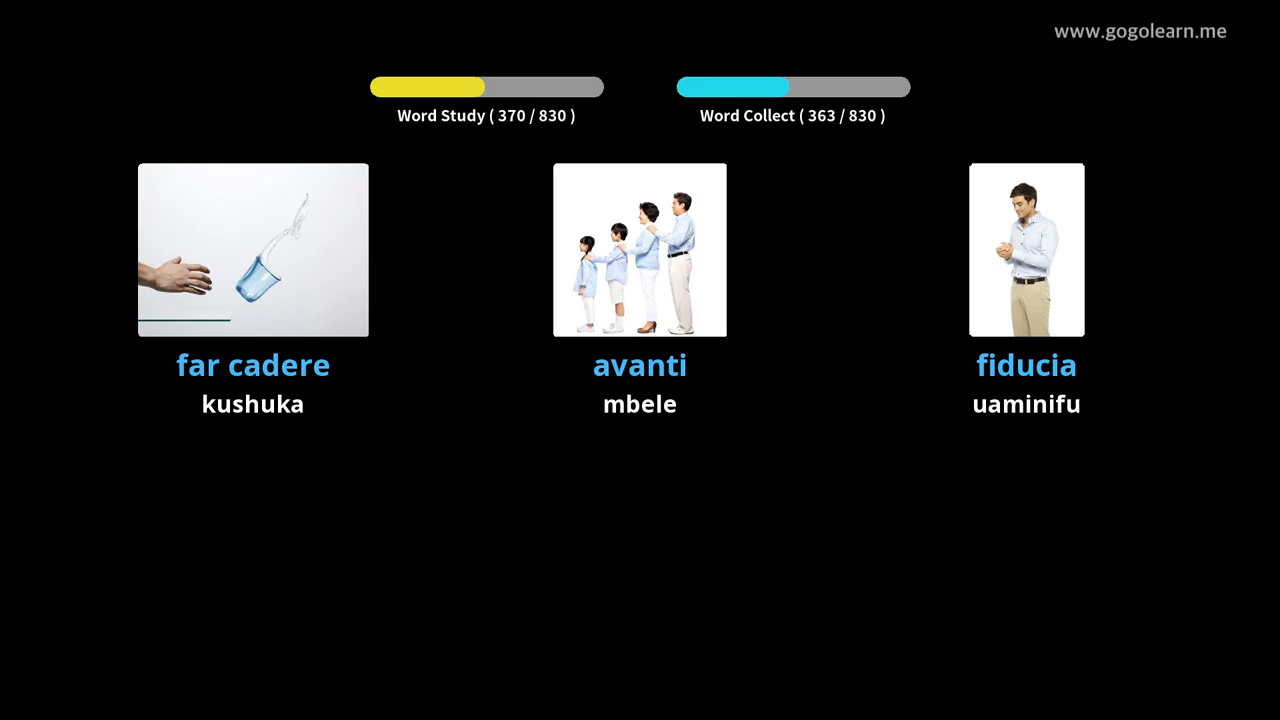 www.gogolearn.me
Word Study ( 370 / 830 )
Word Collect ( 363 / 830 )
far cadere
avanti
fiducia
kushuka
mbele
uaminifu